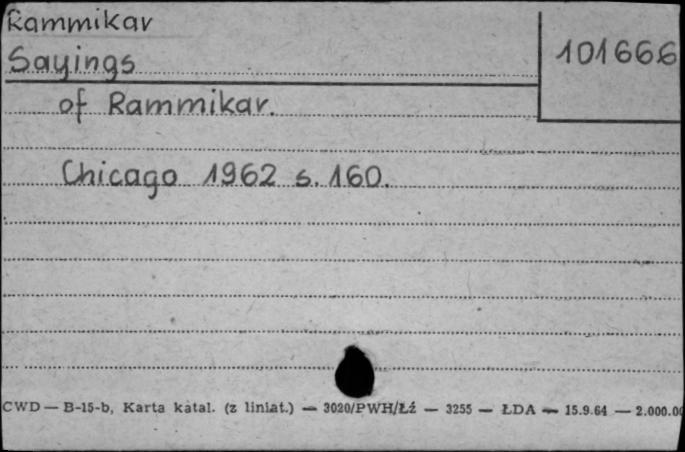 Rammikar
Sayings
101666
of Rammikar.
Chicago 1962 s. 160.
CWD — B-15-b, Karta katal. (z liniat.) — 3020/PWH/Łź — 3255 — ŁDA — 15.9.64 — 2.000.00